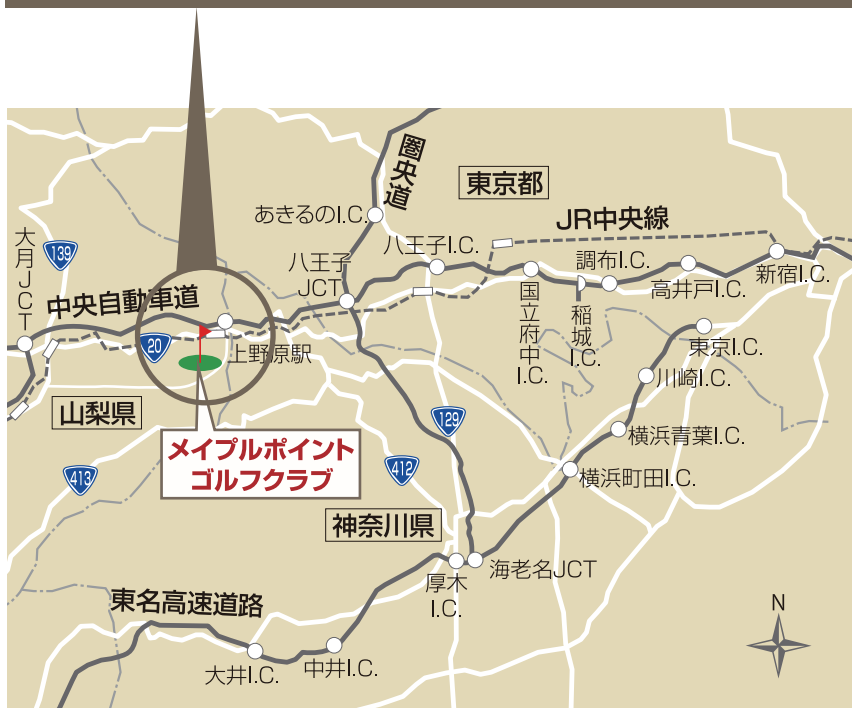 圏央道
東京都
あきるのI.C.
JR中央線
大月JCT
139
八王子
JCT
八王子I.C.
調布I.C.
新宿I.C.
高井戸I.C.
中央自動車道
国立府中I.C.
稲城I.C.
20
上野原駅
東京I.C.
川崎I.C.
山梨県
メイプルポイント
ゴルフクラブ
129
横浜青葉I.C.
413
412
横浜町田I.C.
神奈川県
海老名JCT
厚木
I.C.
東名高速道路
N
大井I.C.
中井I.C.